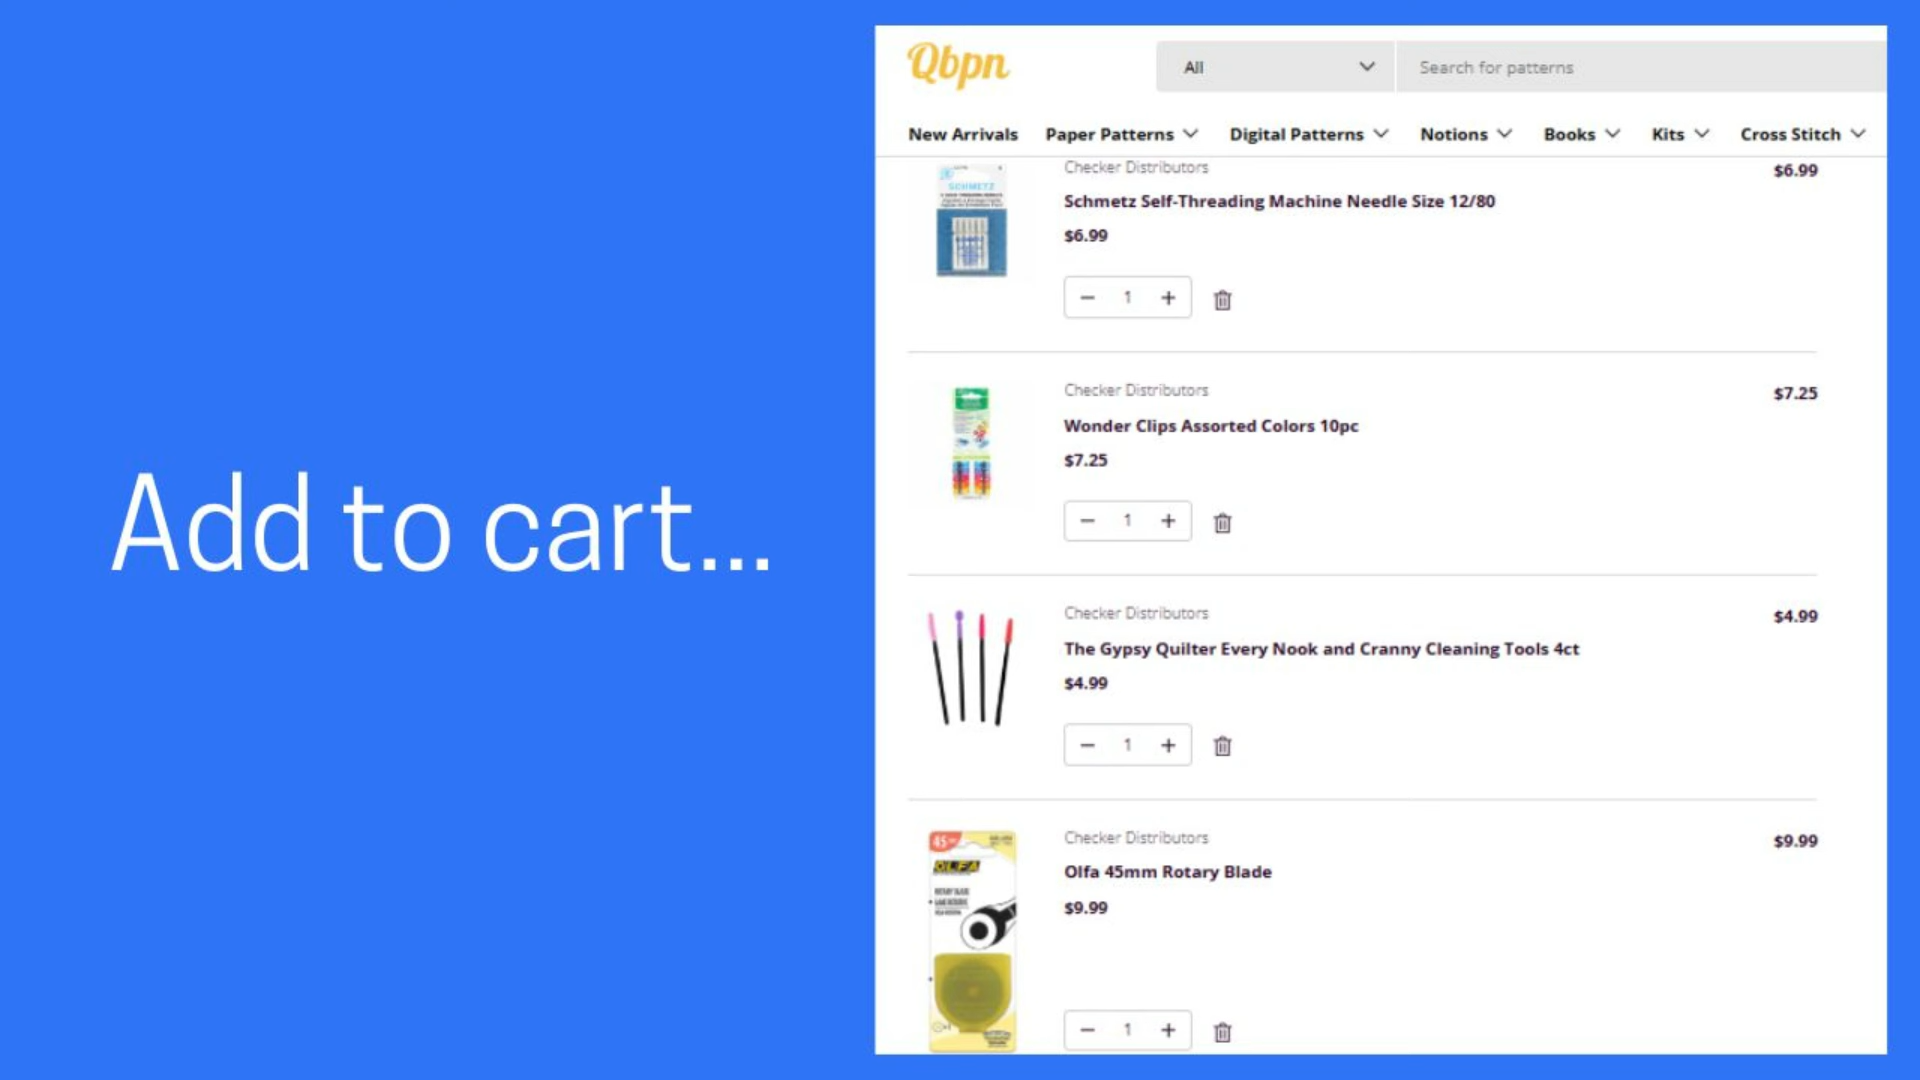 Add to cart...
Qbpn
All
Search for patterns
New Arrivals
Paper Patterns
Digital Patterns
Notions
Books
Kits
Cross Stitch
Checker Distributors
$6.99
SCHMETZ
Schmetz Self-Threading Machine Needle Size 12/80
$6.99
1
Checker Distributors
$7.25
Wonder Clips Assorted Colors 10pc
$7.25
1
Checker Distributors
$4.99
The Gypsy Quilter Every Nook and Cranny Cleaning Tools 4ct
$4.99
1
Checker Distributors
$9.99
45
OLFA
Olfa 45mm Rotary Blade
$9.99
1